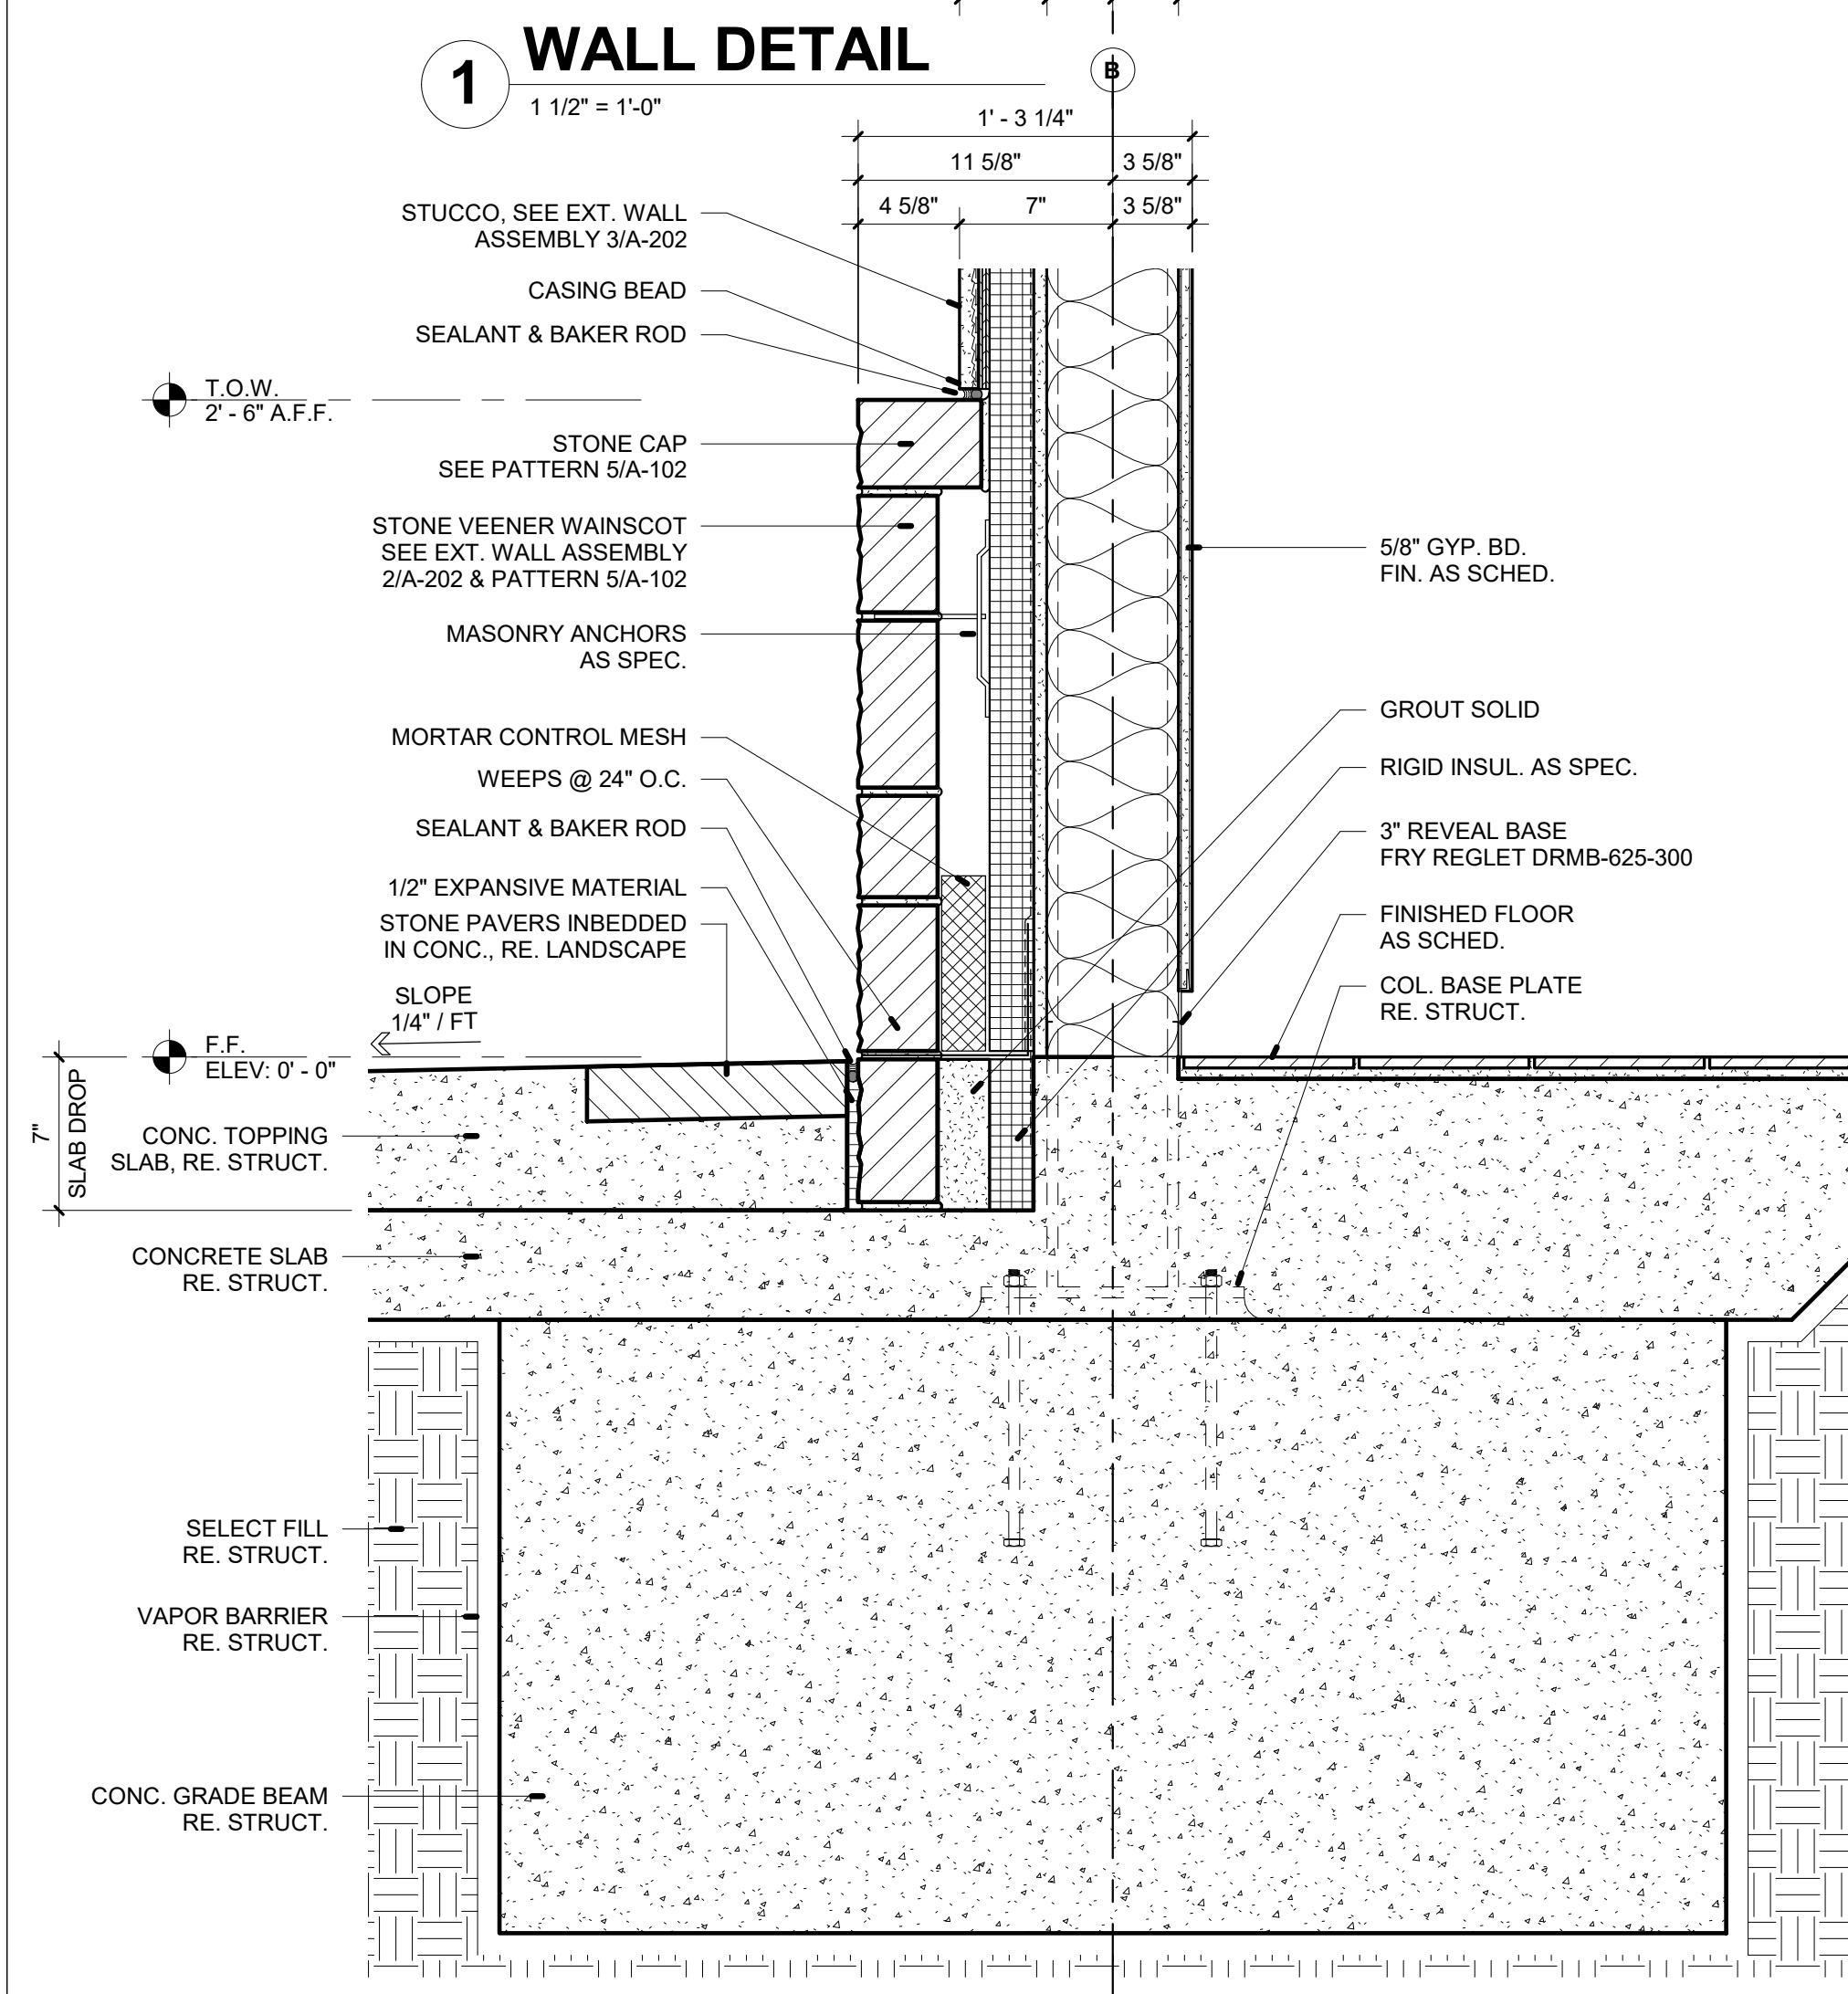 1
WALL DETAIL
1 1/2" = 1'-0"
B
1' - 3 1/4"
11 5/8"
3 5/8"
4 5/8"
7"
3 5/8"
STUCCO, SEE EXT. WALL
ASSEMBLY 3/A-202
CASING BEAD
SEALANT & BAKER ROD
T.O.W.
2' - 6" A.F.F.
STONE CAP
SEE PATTERN 5/A-102
STONE VEENER WAINSCOT
SEE EXT. WALL ASSEMBLY
2/A-202 & PATTERN 5/A-102
MASONRY ANCHORS
AS SPEC.
MORTAR CONTROL MESH
WEEPS @ 24" O.C.
SEALANT & BAKER ROD
1/2" EXPANSIVE MATERIAL
STONE PAVERS INBEDDED
IN CONC., RE. LANDSCAPE
SLOPE
1/4" / FT
F.F.
ELEV: 0' - 0"
7"
SLAB DROP
CONC. TOPPING
SLAB, RE. STRUCT.
CONCRETE SLAB
RE. STRUCT.
SELECT FILL
RE. STRUCT.
VAPOR BARRIER
RE. STRUCT.
CONC. GRADE BEAM
RE. STRUCT.
5/8" GYP. BD.
FIN. AS SCHED.
GROUT SOLID
RIGID INSUL. AS SPEC.
3" REVEAL BASE
FRY REGLET DRMB-625-300
FINISHED FLOOR
AS SCHED.
COL. BASE PLATE
RE. STRUCT.